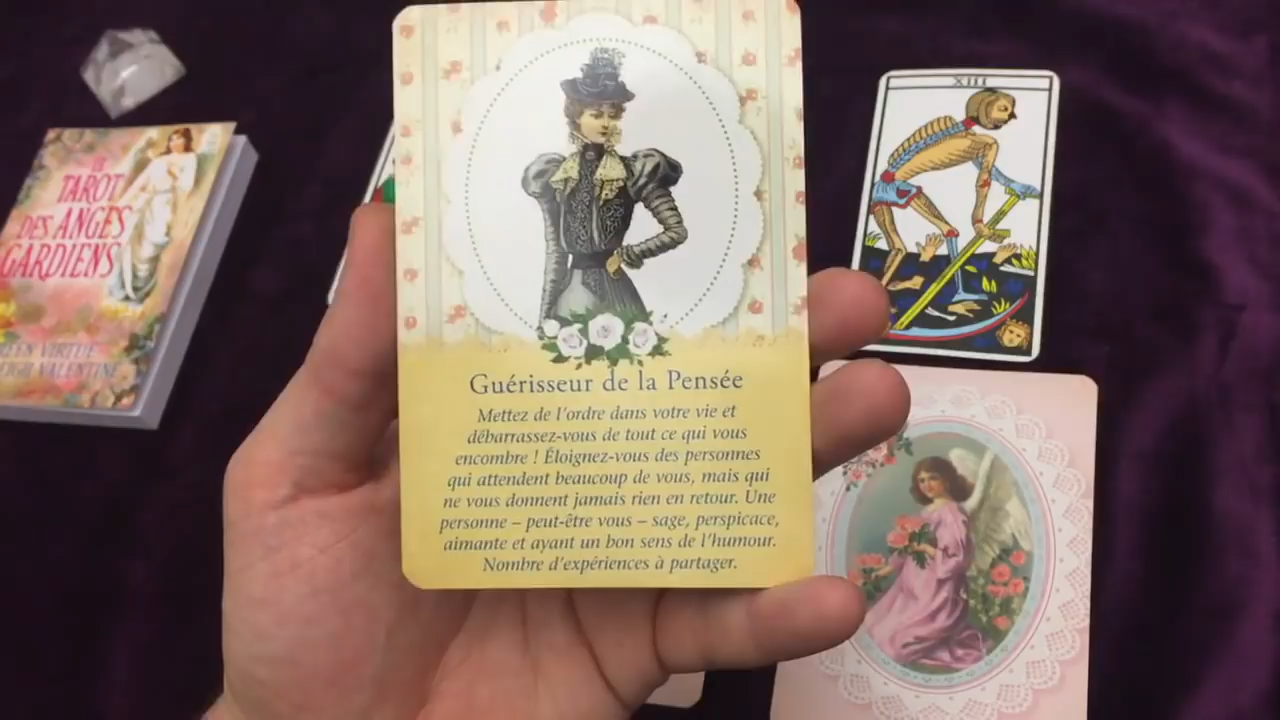 LE
TAROT
DES ANGES
GARDIENS
VIRTUE
VALENTINE
XIII
Guérisseur de la Pensée
Mettez de l'ordre dans votre vie et
débarrassez-vous de tout ce qui vous
encombre ! Éloignez-vous des personnes
qui attendent beaucoup de vous, mais qui
ne vous donnent jamais rien en retour. Une
personne – peut-être vous – sage, perspicace,
aimante et ayant un bon sens de l'humour.
Nombre d'expériences à partager.